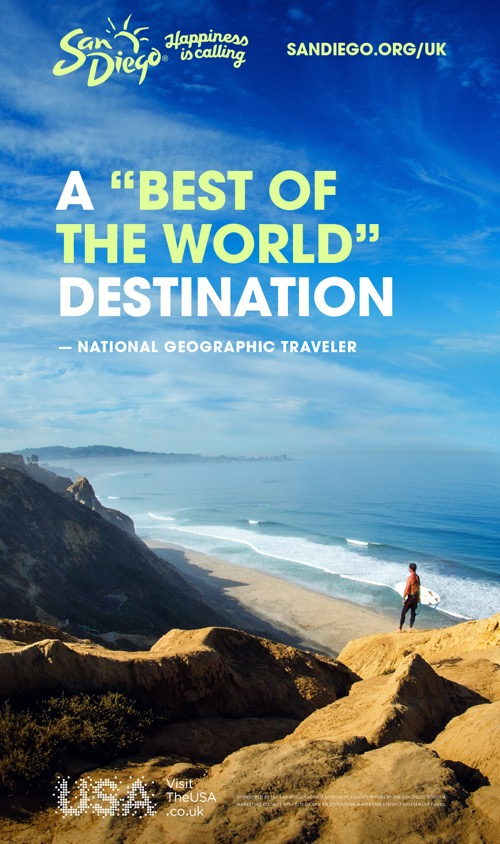 San Diego® Happiness is calling
SANDIEGO.ORG/UK
A “BEST OF
THE WORLD”
DESTINATION
— NATIONAL GEOGRAPHIC TRAVELER
USA
Visit
TheUSA
.co.uk